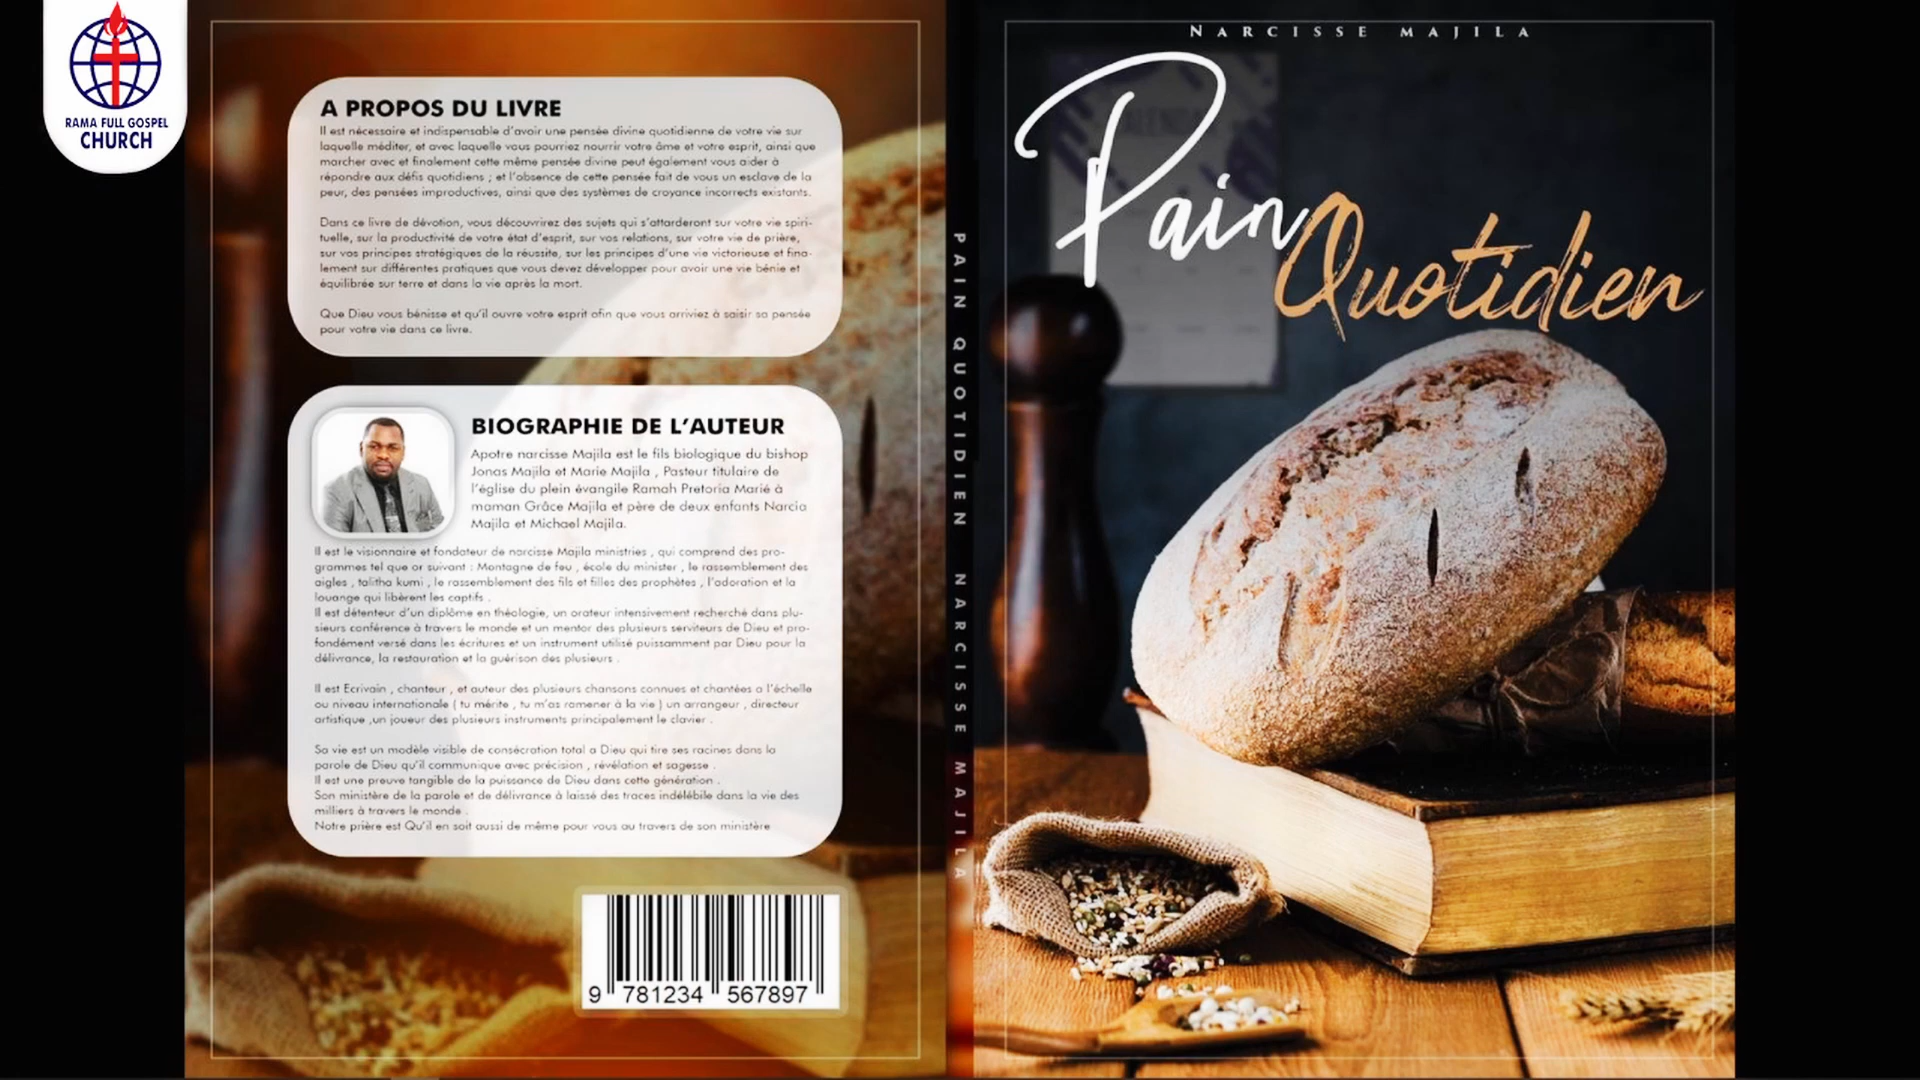 RAMA FULL GOSPEL
CHURCH
A PROPOS DU LIVRE
Il est nécessaire et indispensable d'avoir une pensée divine quotidienne de votre vie sur
laquelle méditer, et avec laquelle vous pourriez nourrir votre âme et votre esprit, ainsi que
marcher avec et finalement cette même pensée divine peut également vous aider à
répondre aux défis quotidiens ; et l'absence de cette pensée fait de vous un esclave de la
peur, des pensées improductives, ainsi que des systèmes de croyance incorrects existants.
Dans ce livre de dévotion, vous découvrirez des sujets qui s'attarderont sur votre vie spiri-
tuelle, sur la productivité de votre état d'esprit, sur vos relations, sur votre vie de prière,
sur vos principes stratégiques de la réussite, sur les principes d'une vie victorieuse et fina-
lement sur différentes pratiques que vous devez développer pour avoir une vie bénie et
équilibrée sur terre et dans la vie après la mort.
Que Dieu vous bénisse et qu'il ouvre votre esprit afin que vous arriviez à saisir sa pensée
pour votre vie dans ce livre.
BIOGRAPHIE DE L'AUTEUR
Apotre narcisse Majila est le fils biologique du bishop
Jonas Majila et Marie Majila , Pasteur titulaire de
l'église du plein évangile Ramah Pretoria Marié à
maman Grâce Majila et père de deux enfants Narcia
Majila et Michael Majila.
Il est le visionnaire et fondateur de narcisse Majila ministries , qui comprend des pro-
grammes tel que or suivant : Montagne de feu , école du minister , le rassemblement des
aigles , talitha kumi , le rassemblement des fils et filles des prophètes , l'adoration et la
louange qui libèrent les captifs .
Il est détenteur d'un diplôme en théologie, un orateur intensivement recherché dans plu-
sieurs conférence à travers le monde et un mentor des plusieurs serviteurs de Dieu et pro-
fondément versé dans les écritures et un instrument utilisé puissamment par Dieu pour la
délivrance, la restauration et la guérison des plusieurs .
Il est Ecrivain , chanteur , et auteur des plusieurs chansons connues et chantées a l'échelle
ou niveau internationale ( tu mérite , tu m'as ramener à la vie ) un arrangeur , directeur
artistique ,un joueur des plusieurs instruments principalement le clavier .
Sa vie est un modèle visible de consécration total a Dieu qui tire ses racines dans la
parole de Dieu qu'il communique avec précision , révélation et sagesse .
Il est une preuve tangible de la puissance de Dieu dans cette génération .
Son ministère de la parole et de délivrance à laissé des traces indélébile dans la vie des
milliers à travers le monde .
Notre prière est Qu'il en soit aussi de même pour vous au travers de son ministère
9 781234 567897
PAIN QUOTIDIEN NARCISSE MAJILA
NARCISSE MAJILA
Pain
Quotidien